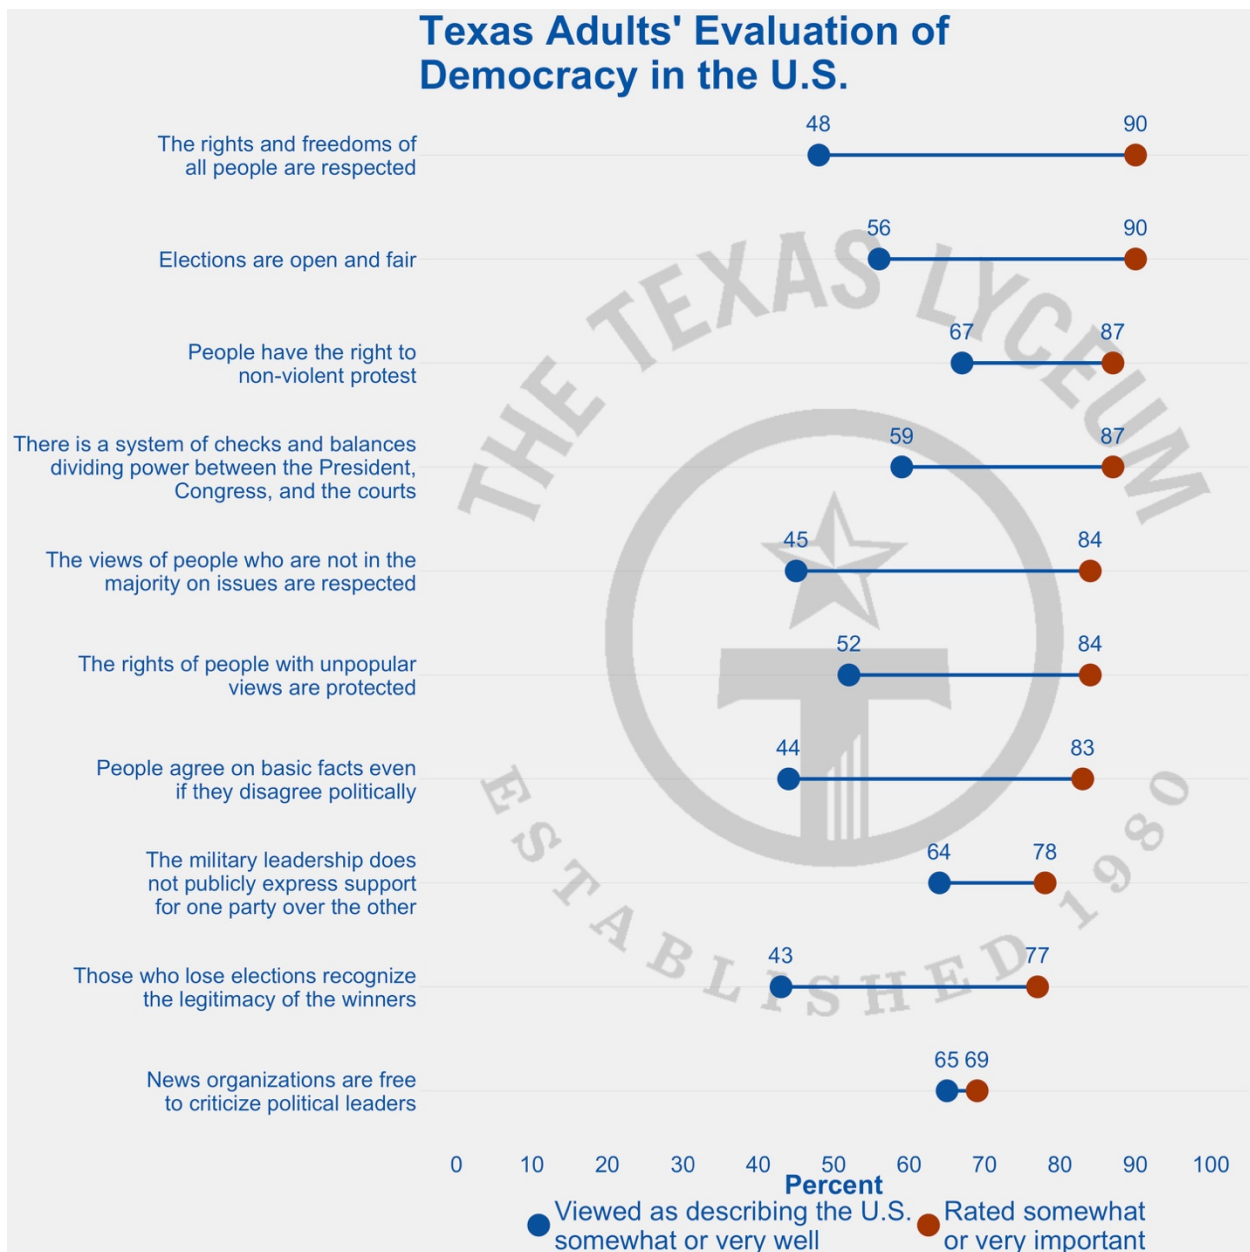 Texas Adults' Evaluation of
Democracy in the U.S.
The rights and freedoms of
all people are respected
48 90
Elections are open and fair
56 90
People have the right to
non-violent protest
67 87
There is a system of checks and balances
dividing power between the President,
Congress, and the courts
59 87
The views of people who are not in the
majority on issues are respected
45 84
The rights of people with unpopular
views are protected
52 84
People agree on basic facts even
if they disagree politically
44 83
The military leadership does
not publicly express support
for one party over the other
64 78
Those who lose elections recognize
the legitimacy of the winners
43 77
News organizations are free
to criticize political leaders
65 69
0 10 20 30 40 50 60 70 80 90 100
Percent
Viewed as describing the U.S.
somewhat or very well
Rated somewhat
or very important
THE TEXAS LYCEUM
ESTABLISHED 1980